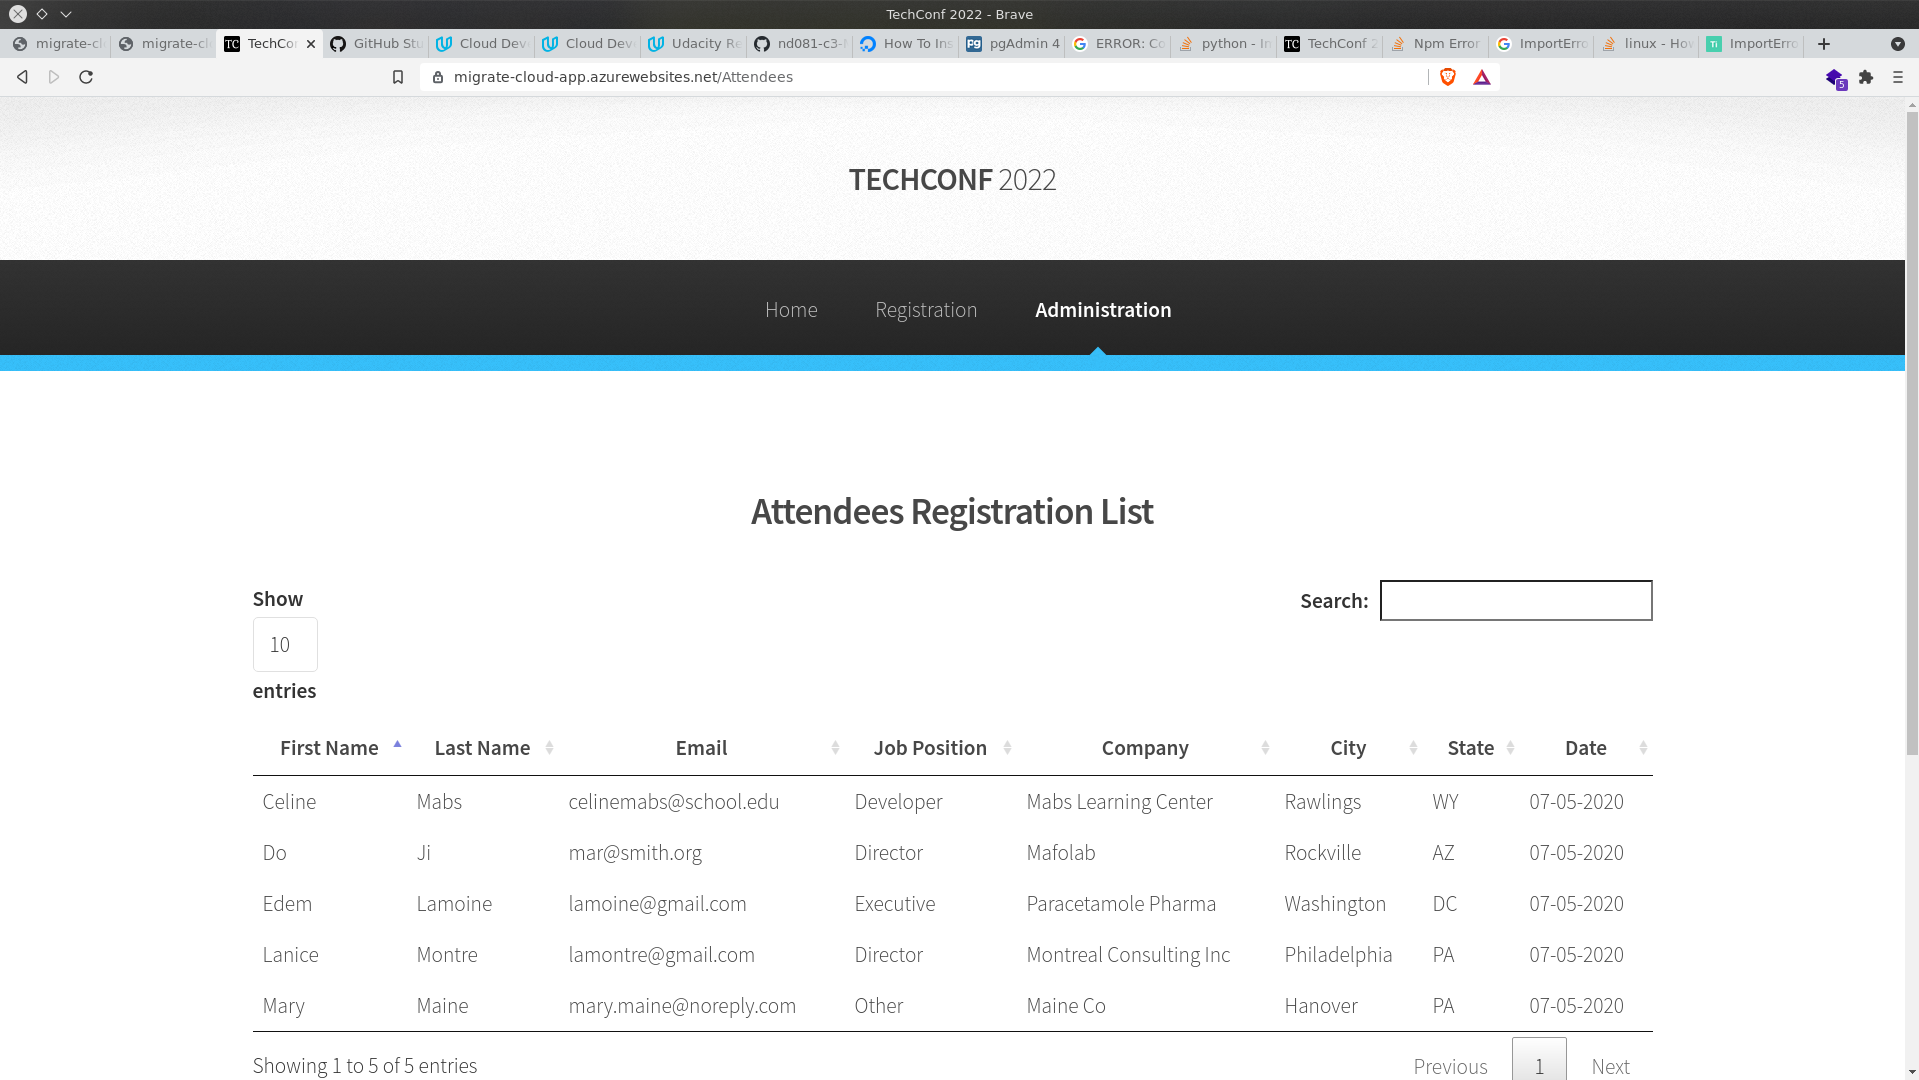 TechConf 2022 - Brave
migrate-cl migrate-cl TechCo GitHub Stu Cloud Dev Cloud Dev Udacity Re nd081-c3- How To Ins pgAdmin 4 ERROR: Co python - In TechConf 2 Npm Error ImportErro linux - How ImportErro
migrate-cloud-app.azurewebsites.net/Attendees
5
TECHCONF 2022
Home Registration Administration
Attendees Registration List
Show
Search:
10
entries
First Name Last Name Email Job Position Company City State Date
Celine Mabs celinemabs@school.edu Developer Mabs Learning Center Rawlings WY 07-05-2020
Do Ji mar@smith.org Director Mafolab Rockville AZ 07-05-2020
Edem Lamoine lamoine@gmail.com Executive Paracetamole Pharma Washington DC 07-05-2020
Lanice Montre lamontre@gmail.com Director Montreal Consulting Inc Philadelphia PA 07-05-2020
Mary Maine mary.maine@noreply.com Other Maine Co Hanover PA 07-05-2020
Showing 1 to 5 of 5 entries Previous 1 Next